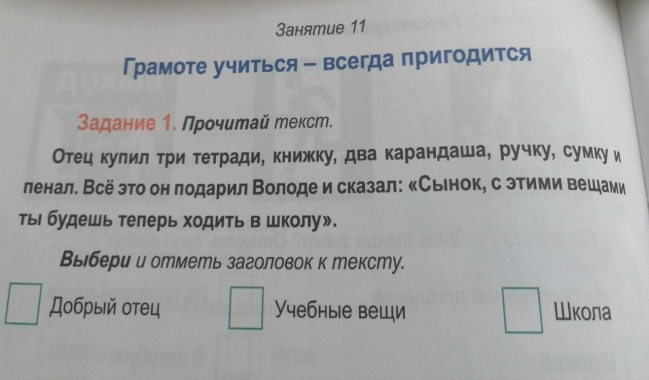 Занятие 11
Грамоте учиться – всегда пригодится
Задание 1. Прочитай текст.
Отец купил три тетради, книжку, два карандаша, ручку, сумку и
пенал. Всё это он подарил Володе и сказал: «Сынок, с этими вещами
ты будешь теперь ходить в школу».
Выбери и отметь заголовок к тексту.
Добрый отец Учебные вещи Школа